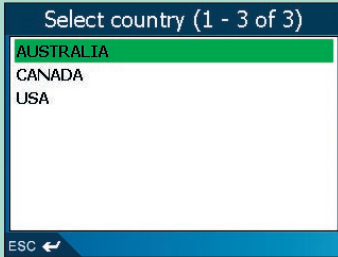 Select country (1 - 3 of 3)
AUSTRALIA
CANADA
USA
ESC